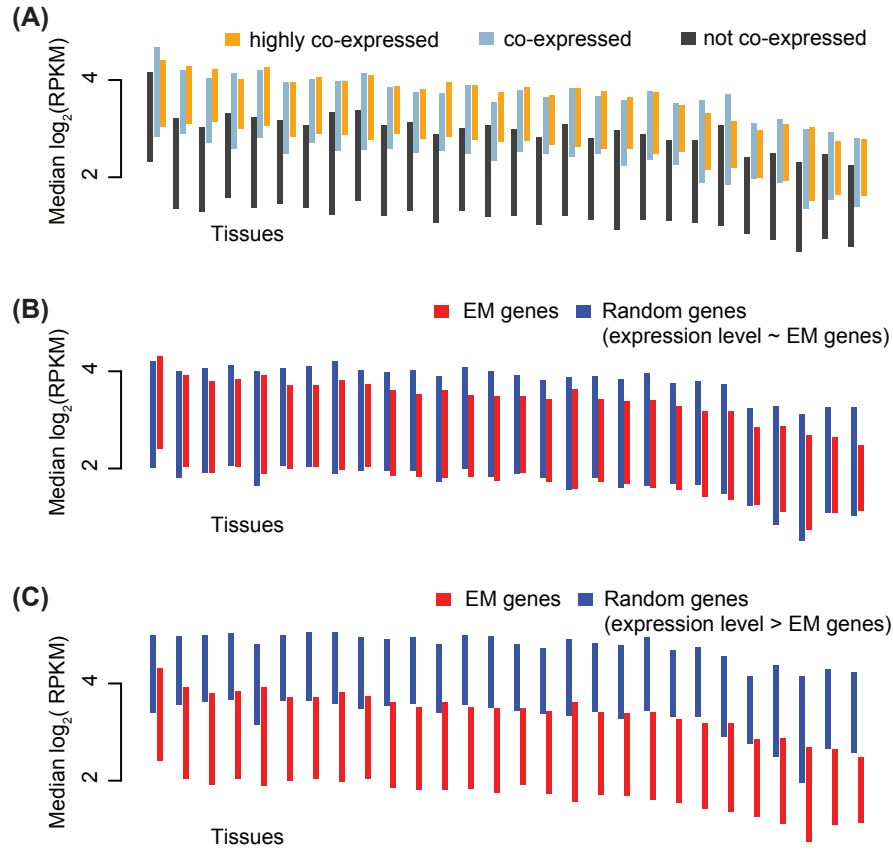 (A)
highly co-expressed co-expressed not co-expressed
Median log2(RPKM)
4
2
Tissues
(B)
EM genes Random genes
(expression level ~ EM genes)
Median log2(RPKM)
4
2
Tissues
(C)
EM genes Random genes
(expression level > EM genes)
Median log2( RPKM)
4
2
Tissues